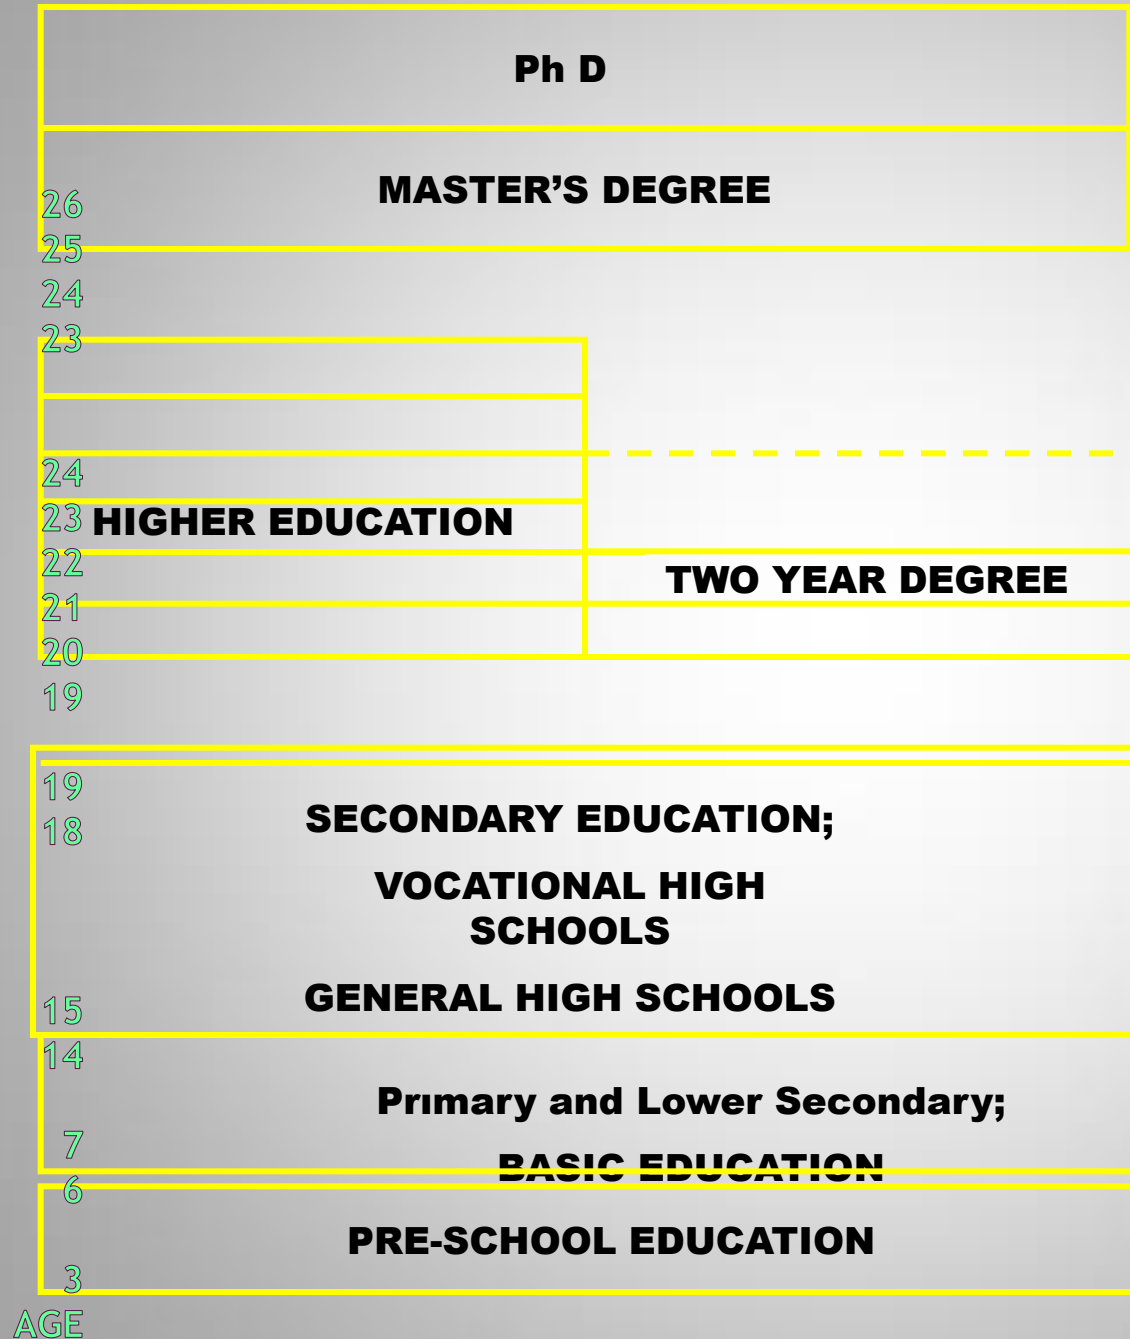 Ph D
MASTER’S DEGREE
26
25
24
23
24
23 HIGHER EDUCATION
22
TWO YEAR DEGREE
21
20
19
19
SECONDARY EDUCATION;
18
VOCATIONAL HIGH
SCHOOLS
GENERAL HIGH SCHOOLS
15
14
Prımary and Lower Secondary;
7
BASIC EDUCATION
6
PRE-SCHOOL EDUCATION
3
AGE